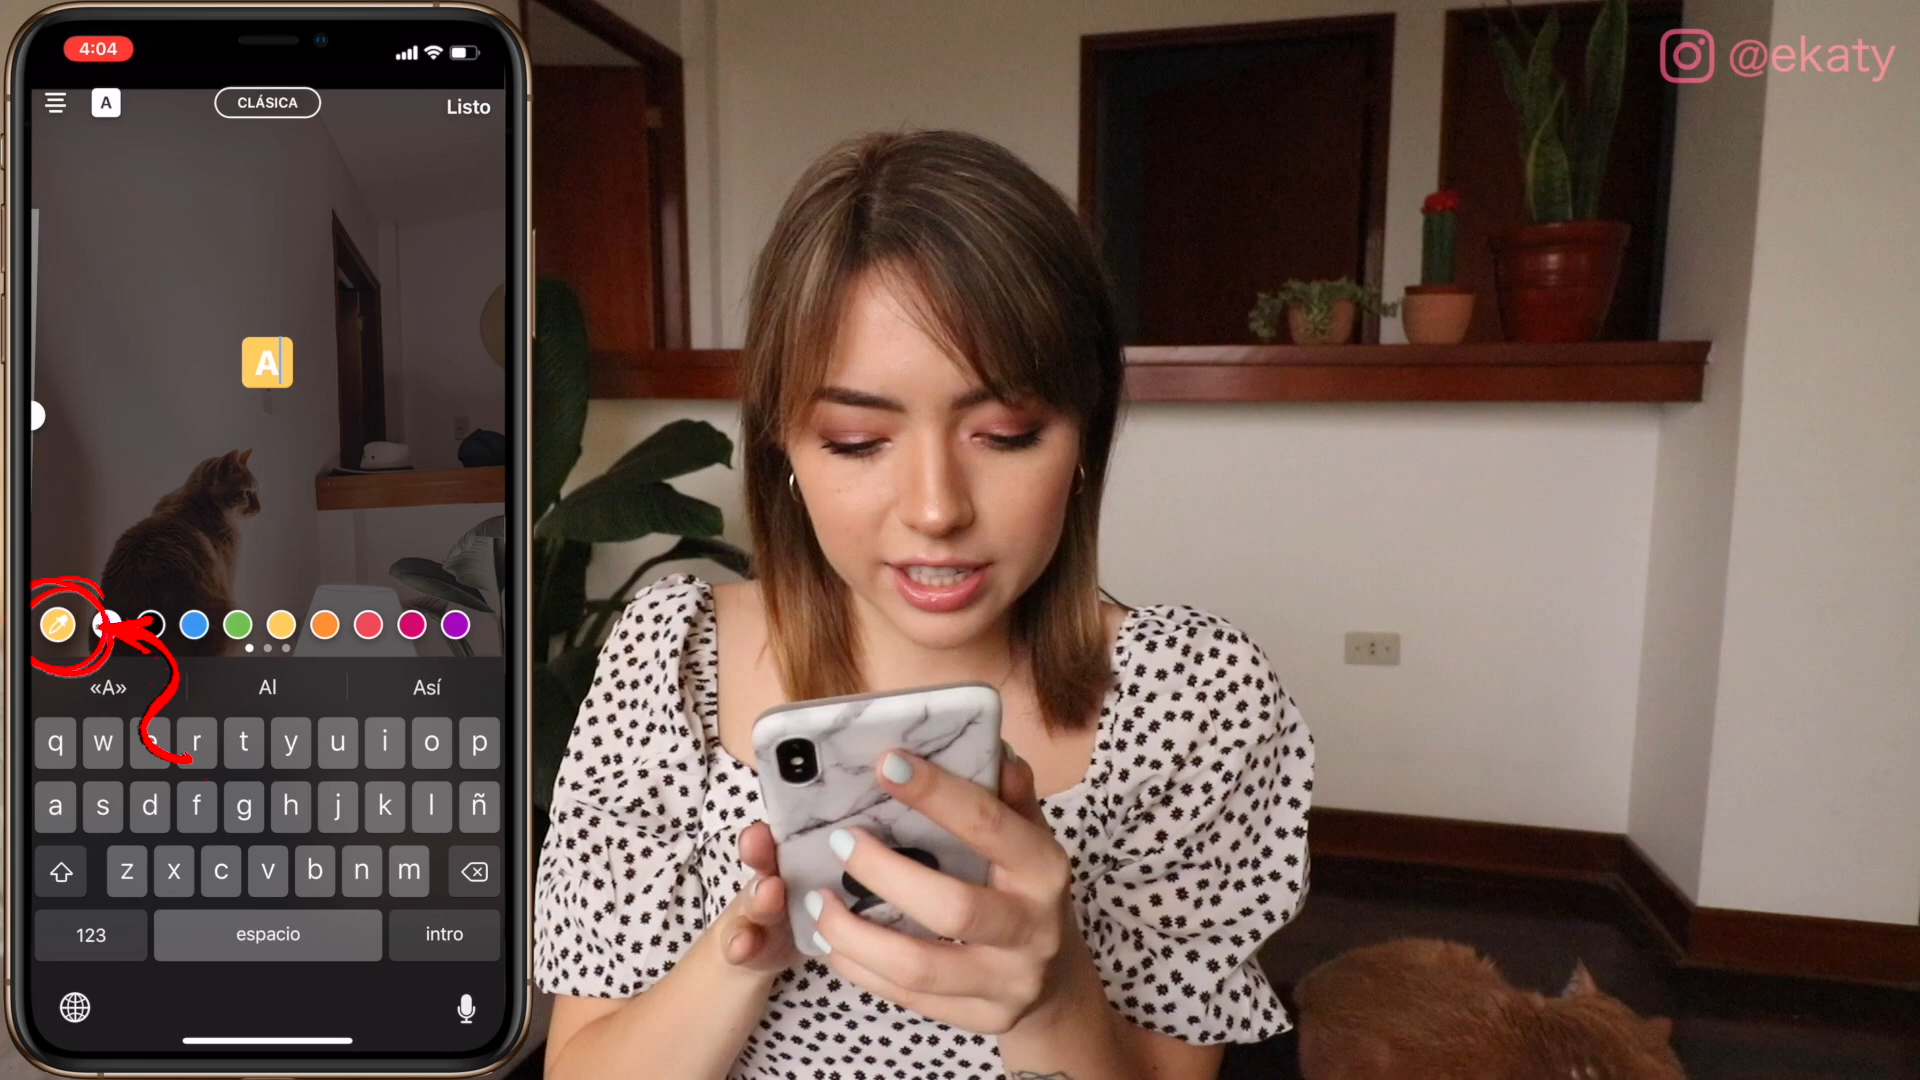 4:04
A
CLÁSICA
Listo
@ekaty
A
«A»
Al
Así
q w e r t y u i o p
a s d f g h j k l ñ
z x c v b n m
123
espacio
intro